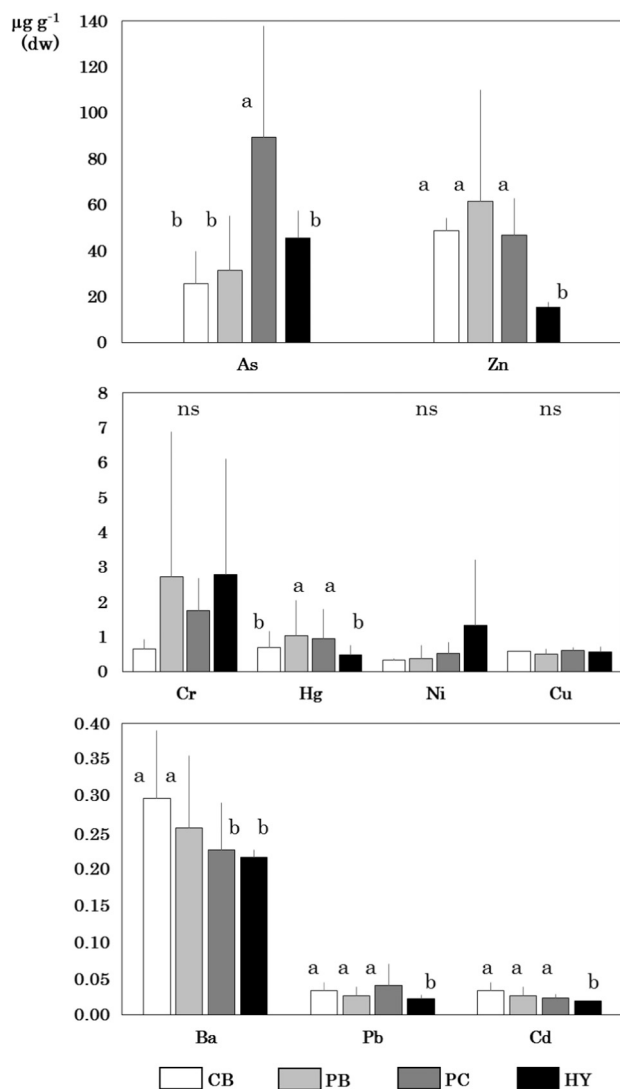 µg g-1
(dw)
140
120
100
80
60
40
20
0
a
b b b
a a a
b
As Zn
8
7
6
5
4
3
2
1
0
ns ns ns
b a a b
Cr Hg Ni Cu
0.40
0.35
0.30
0.25
0.20
0.15
0.10
0.05
0.00
a a
b b
a a a b
a a a b
Ba Pb Cd
CB PB PC HY